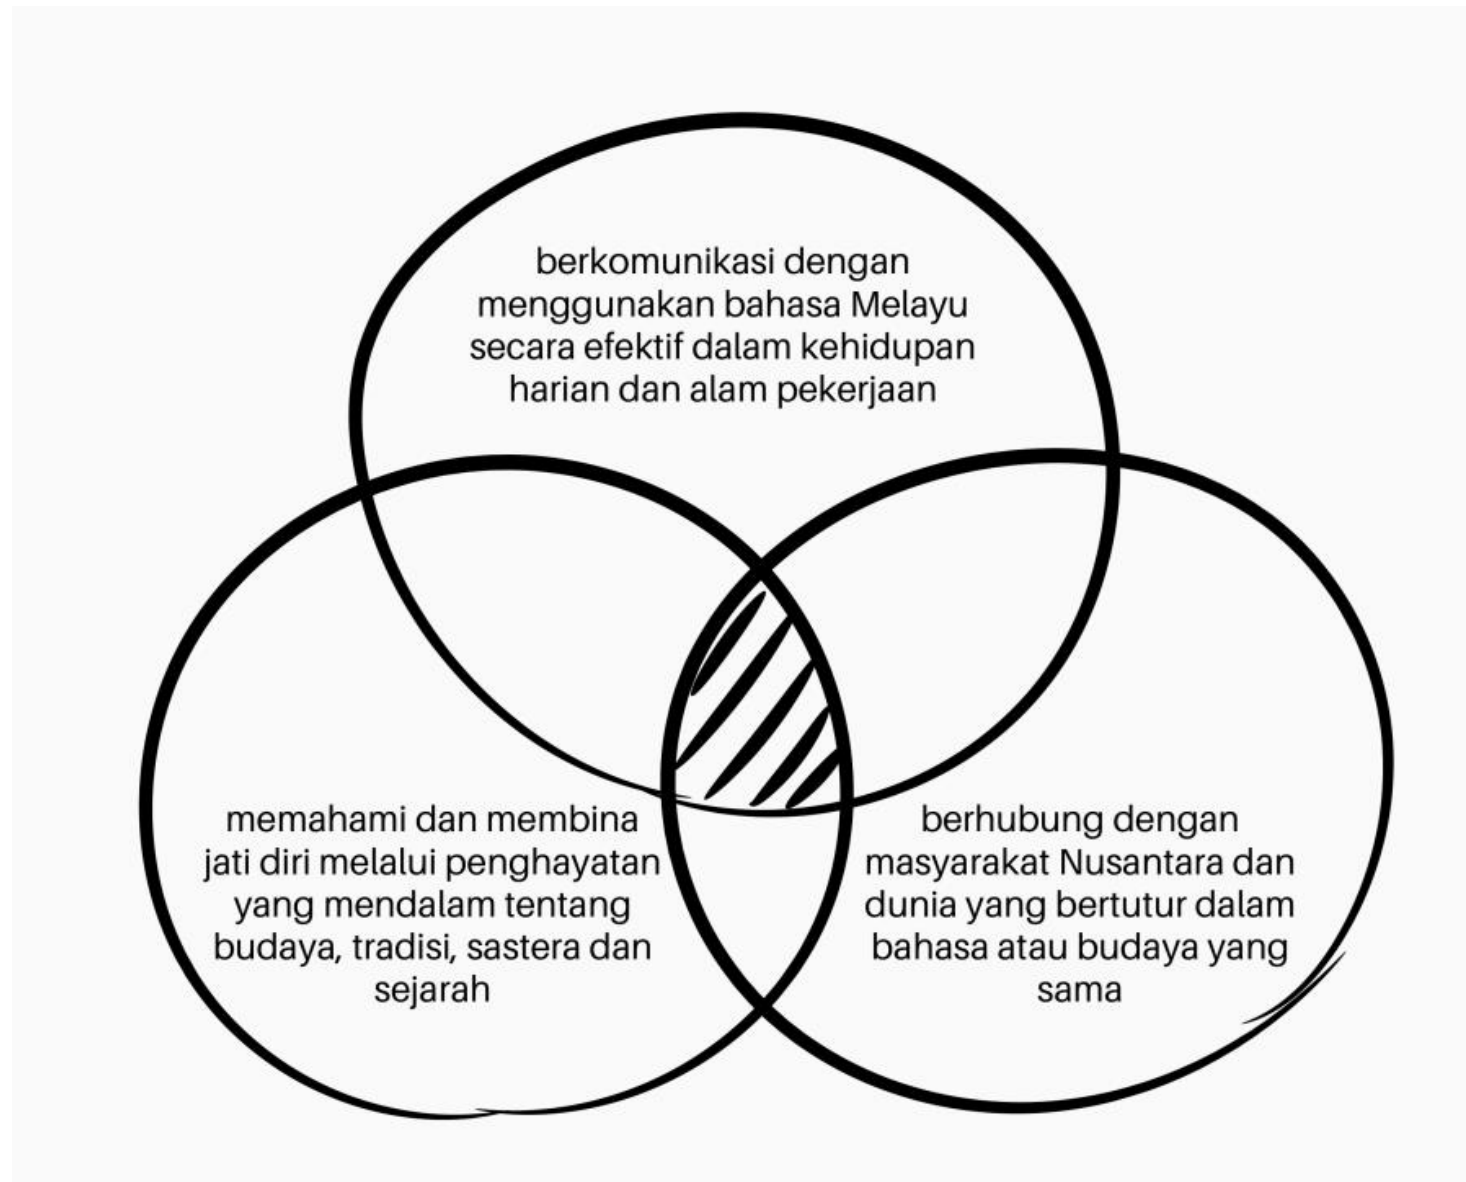 berkomunikasi dengan
menggunakan bahasa Melayu
secara efektif dalam kehidupan
harian dan alam pekerjaan
memahami dan membina
jati diri melalui penghayatan
yang mendalam tentang
budaya, tradisi, sastera dan
sejarah
berhubung dengan
masyarakat Nusantara dan
dunia yang bertutur dalam
bahasa atau budaya yang
sama